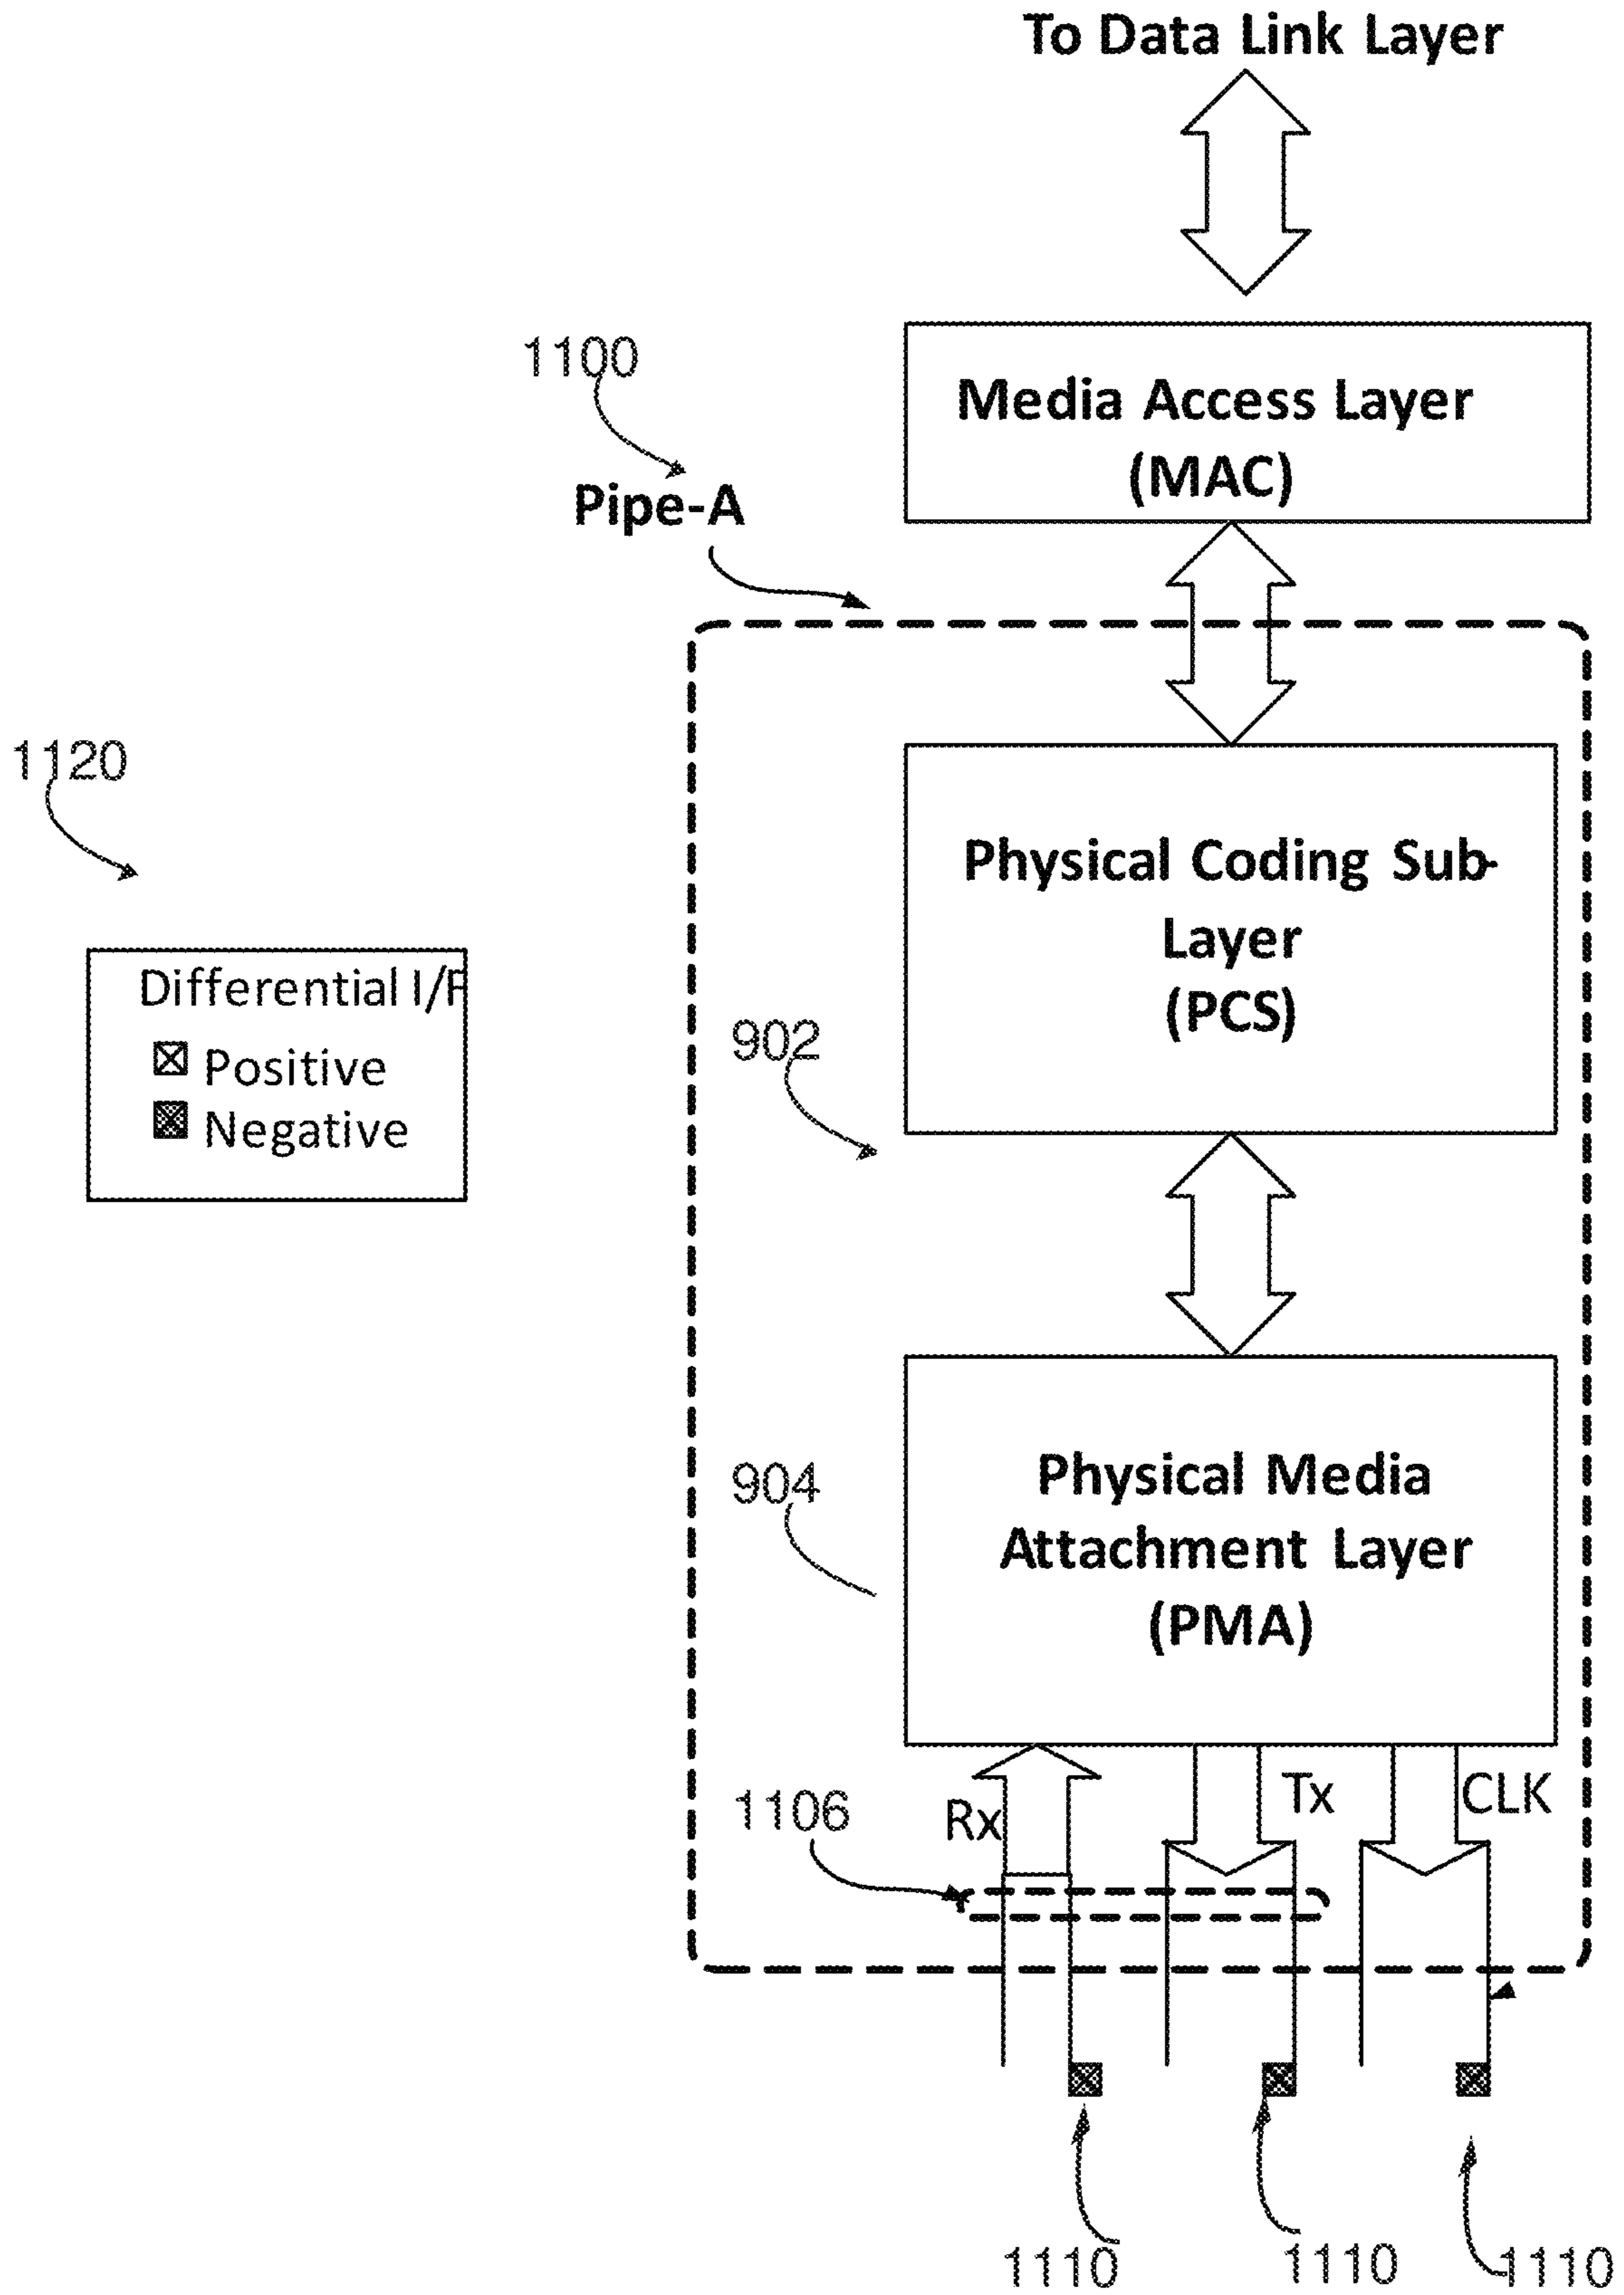 To Data Link Layer
1100
Media Access Layer
(MAC)
Pipe-A
1120
Physical Coding Sub-
Layer
(PCS)
Differential I/F
Positive
Negative
902
904
Physical Media
Attachment Layer
(PMA)
1106
Rx
Tx
CLK
1110
1110
1110